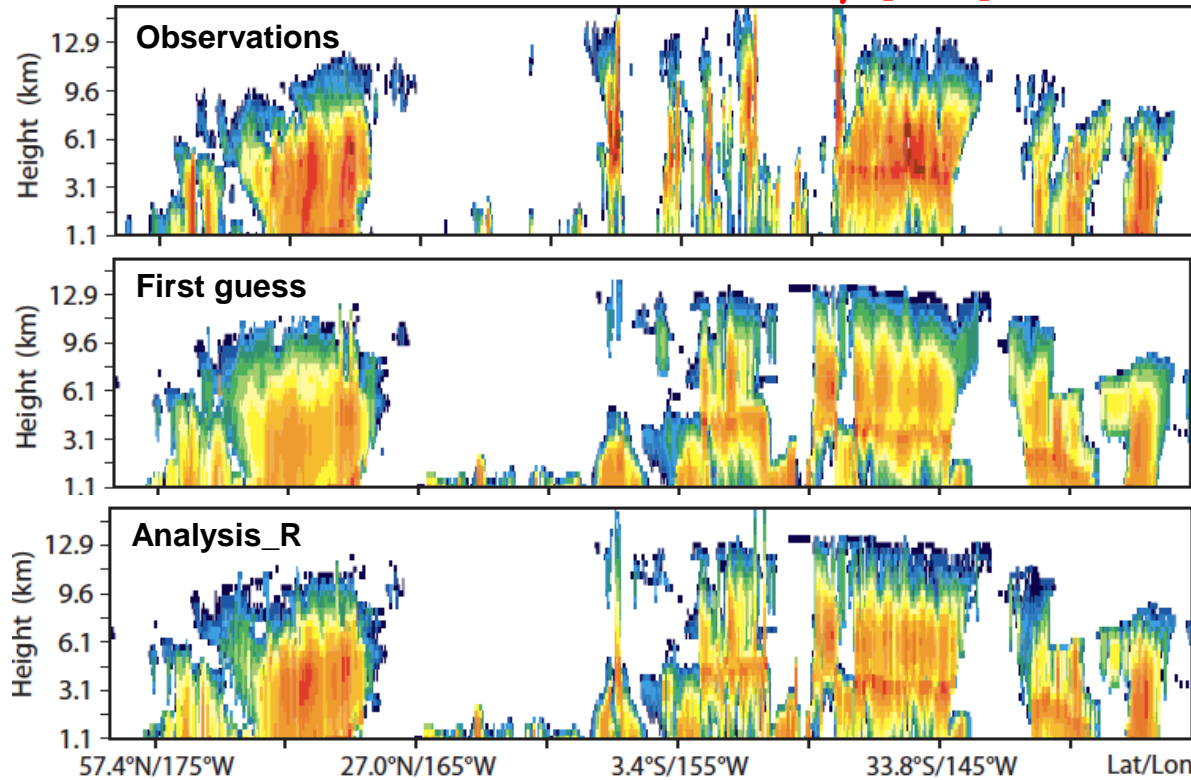 Observations
Height (km)
12.9
9.6
6.1
3.1
1.1
First guess
Height (km)
12.9
9.6
6.1
3.1
1.1
Analysis_R
Height (km)
12.9
9.6
6.1
3.1
1.1
57.4°N/175°W 27.0°N/165°W 3.4°S/155°W 33.8°S/145°W Lat/Lon